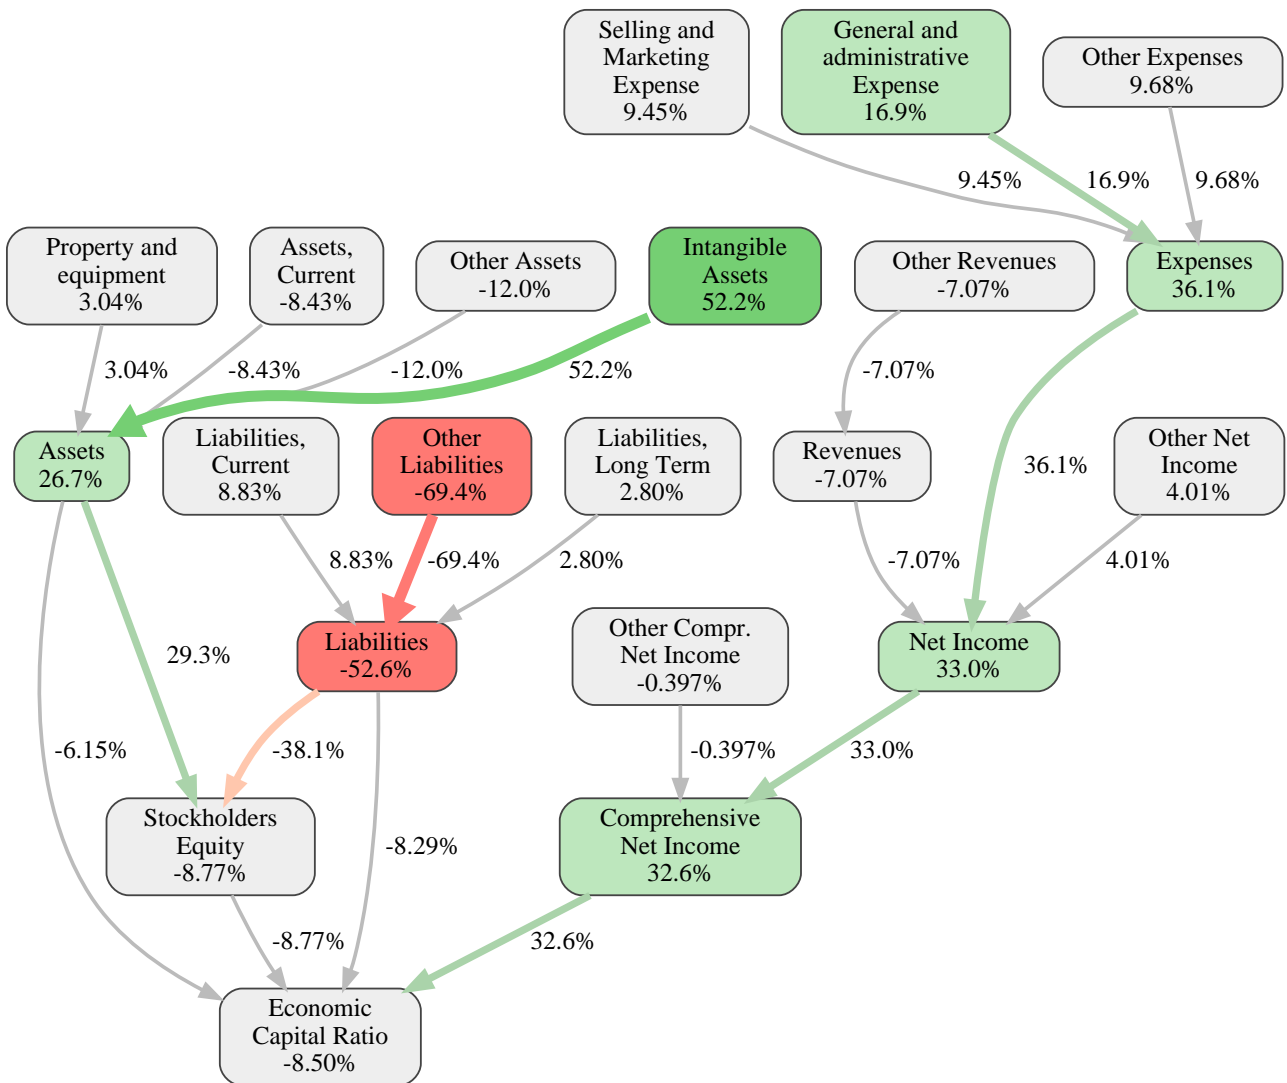 Selling and
Marketing
Expense
9.45%
General and
administrative
Expense
16.9%
Other Expenses
9.68%
9.45%
16.9%
9.68%
Property and
equipment
3.04%
Assets,
Current
-8.43%
Other Assets
-12.0%
Intangible
Assets
52.2%
Other Revenues
-7.07%
Expenses
36.1%
3.04%
-8.43%
-12.0%
52.2%
-7.07%
Assets
26.7%
Liabilities,
Current
8.83%
Other
Liabilities
-69.4%
Liabilities,
Long Term
2.80%
Revenues
-7.07%
36.1%
Other Net
Income
4.01%
8.83%
-69.4%
2.80%
-7.07%
4.01%
29.3%
Liabilities
-52.6%
Other Compr.
Net Income
-0.397%
Net Income
33.0%
-6.15%
-38.1%
-0.397%
33.0%
Stockholders
Equity
-8.77%
-8.29%
Comprehensive
Net Income
32.6%
-8.77%
32.6%
Economic
Capital Ratio
-8.50%